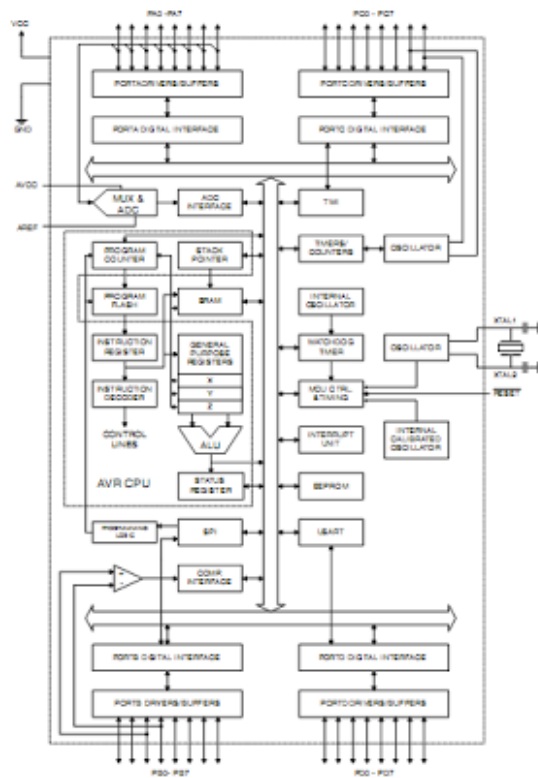 PA0 - PA7
PC0 - PC7
VCC
PORTA DRIVERS/BUFFERS
PORTC DRIVERS/BUFFERS
GND
PORTA DIGITAL INTERFACE
PORTC DIGITAL INTERFACE
AVCC
MUX &
ADC
ADC
INTERFACE
TWI
AREF
PROGRAM
COUNTER
STACK
POINTER
TIMERS/
COUNTERS
OSCILLATOR
PROGRAM
FLASH
SRAM
INTERNAL
OSCILLATOR
XTAL1
INSTRUCTION
REGISTER
GENERAL
PURPOSE
REGISTERS
WATCHDOG
TIMER
OSCILLATOR
XTAL2
X
INSTRUCTION
DECODER
Y
Z
MCU CTRL.
& TIMING
RESET
CONTROL
LINES
ALU
INTERRUPT
UNIT
INTERNAL
CALIBRATED
OSCILLATOR
AVR CPU
STATUS
REGISTER
EEPROM
PROGRAMMING
LOGIC
SPI
USART
+
-
COMP.
INTERFACE
PORTB DIGITAL INTERFACE
PORTD DIGITAL INTERFACE
PORTB DRIVERS/BUFFERS
PORTD DRIVERS/BUFFERS
PB0 - PB7
PD0 - PD7